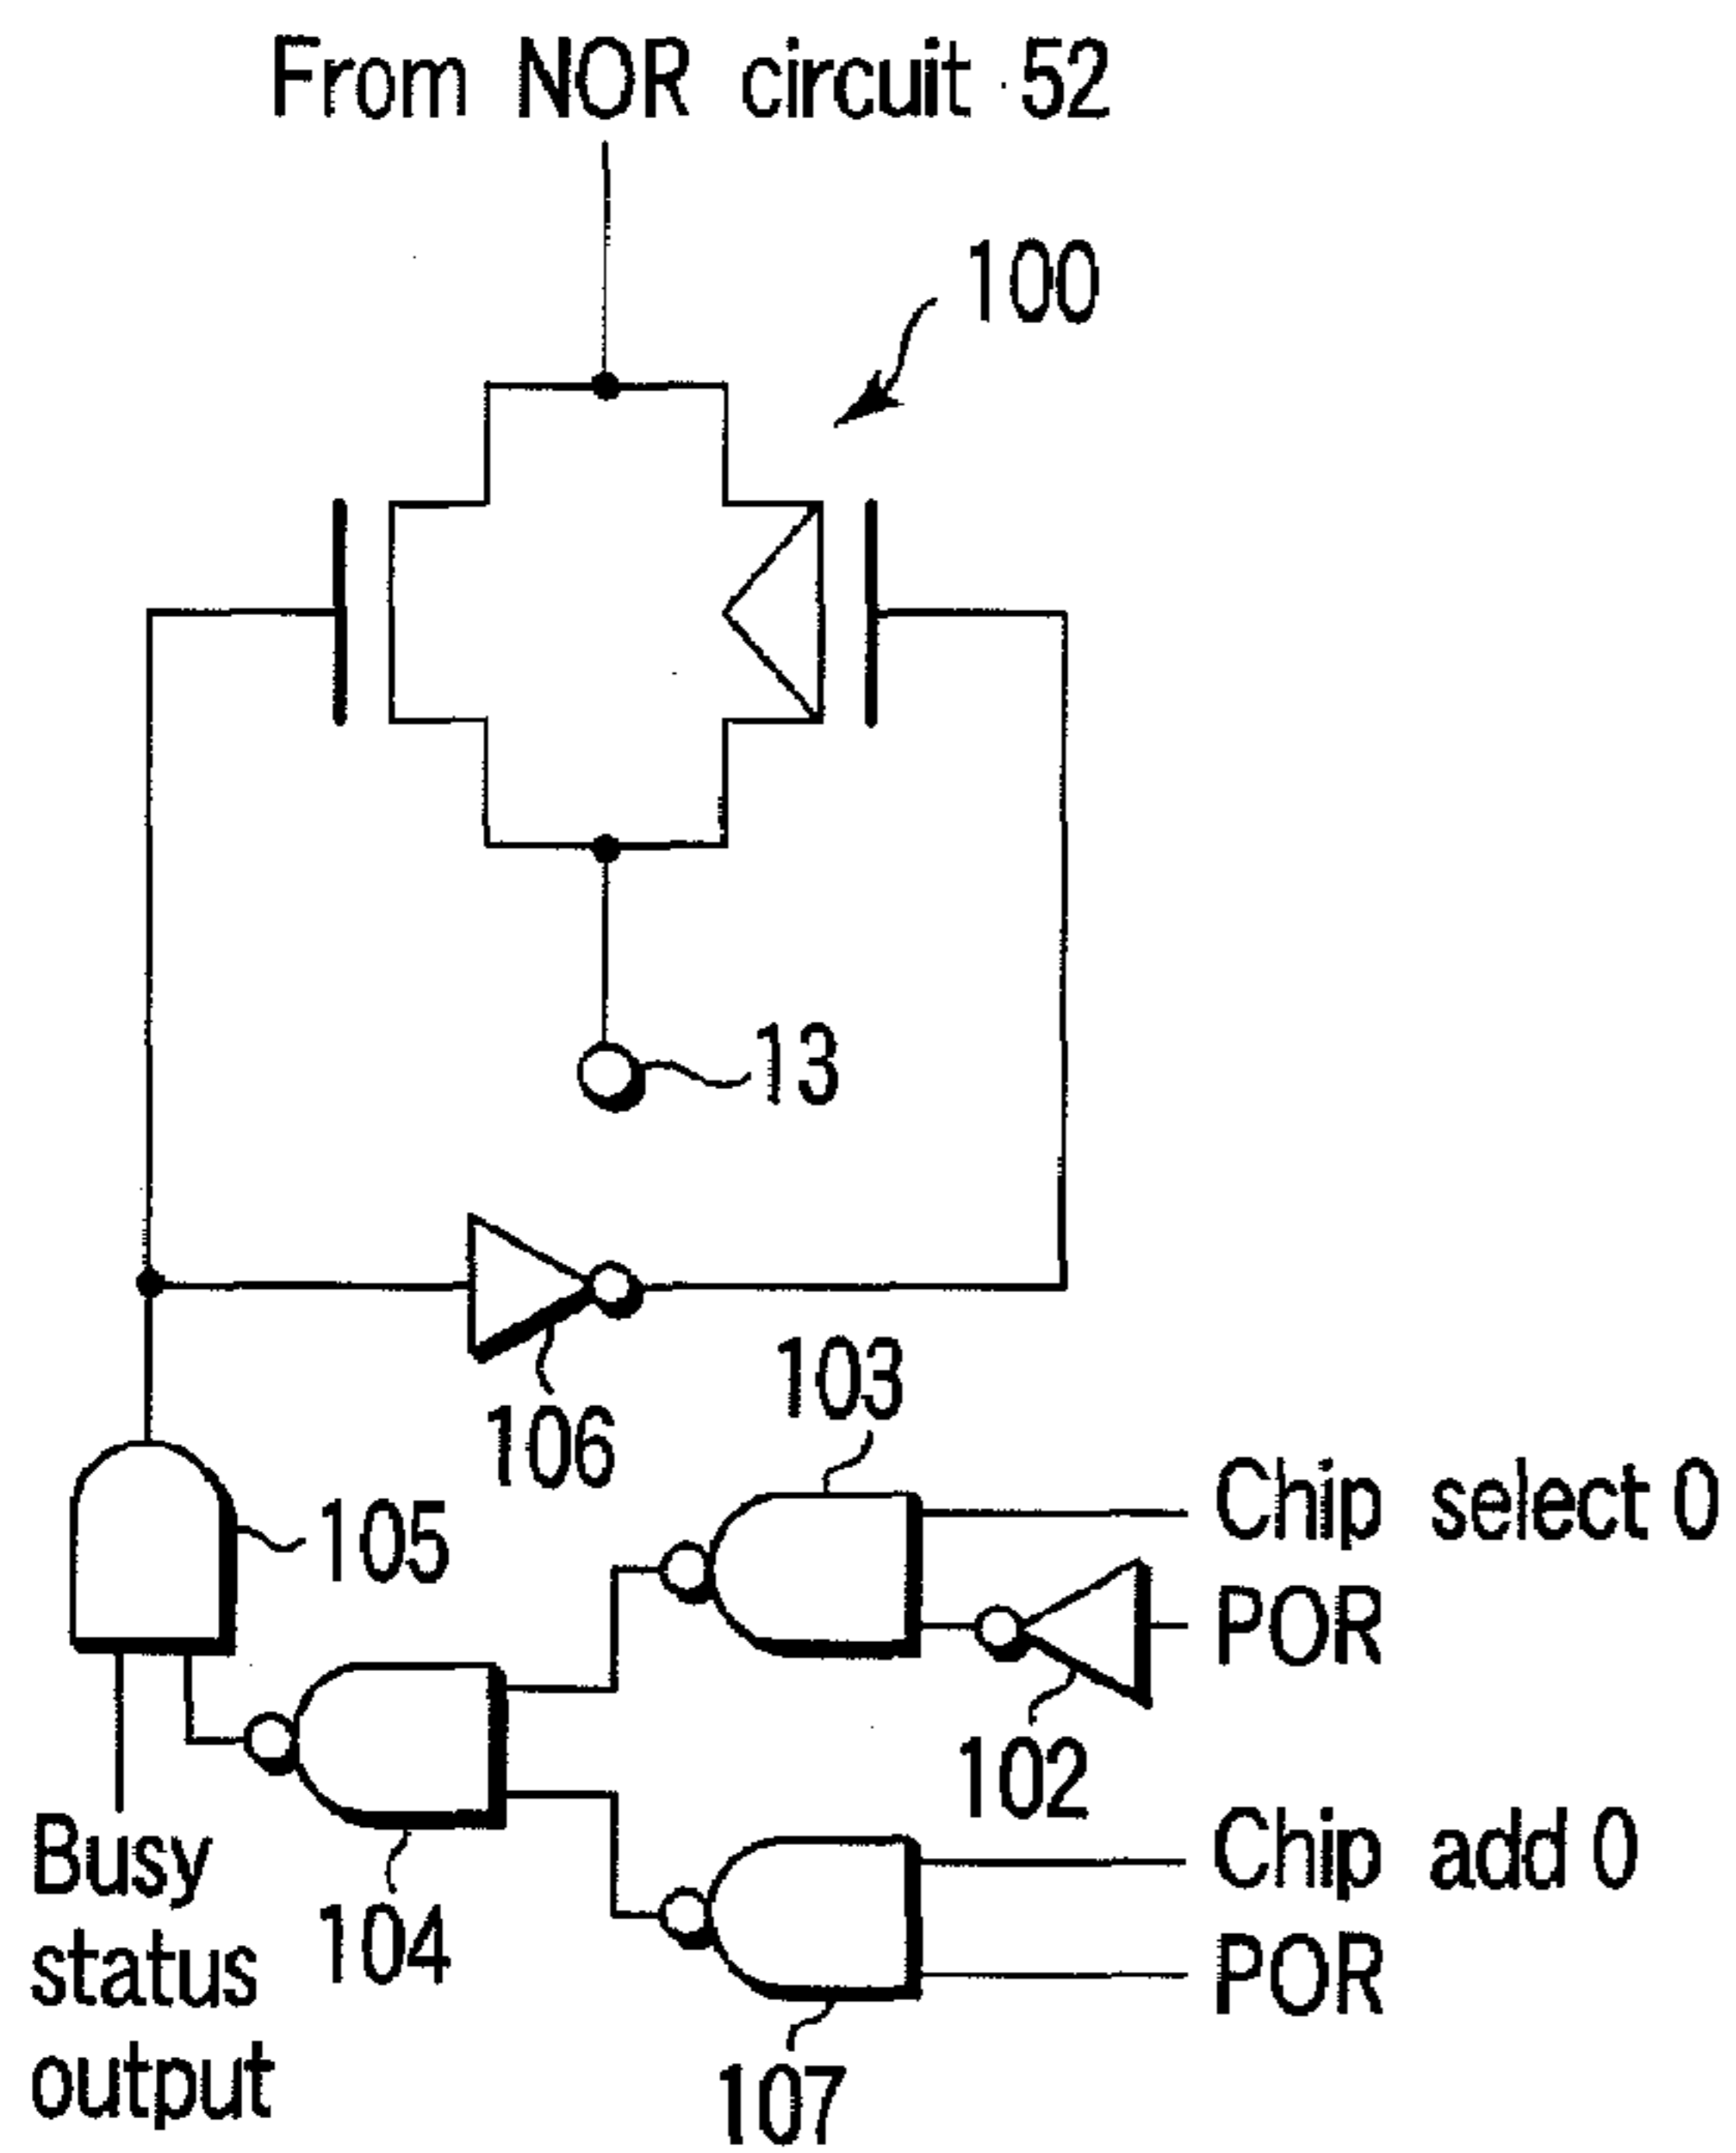 From NOR circuit 52
100
13
106
103
105
Chip select 0
POR
102
104
Busy
status
output
Chip add 0
POR
107